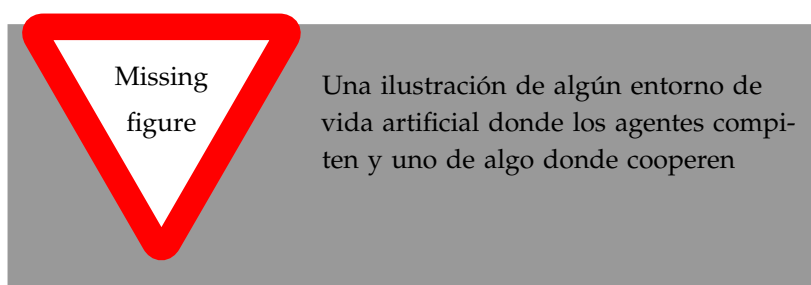 Missing
figure
Una ilustración de algún entorno de
vida artificial donde los agentes compi-
ten y uno de algo donde cooperen